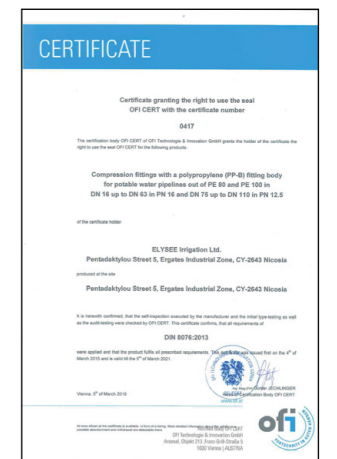 CERTIFICATE
Certificate granting the right to use the seal
OFI CERT with the certificate number
0417
The certification body OFI CERT of OFI Technologie & Innovation GmbH grants the holder of the certificate the
right to use the seal OFI CERT for the following products:
Compression fittings with a polypropylene (PP-B) fitting body
for potable water pipelines out of PE 80 and PE 100 in
DN 16 up to DN 63 in PN 16 and DN 75 up to DN 110 in PN 12.5
of the certificate holder
ELYSEE Irrigation Ltd.
Pentadaktylou Street 5, Ergates Industrial Zone, CY-2643 Nicosia
produced at the site
Pentadaktylou Street 5, Ergates Industrial Zone, CY-2643 Nicosia
It is herewith confirmed, that the self-inspection executed by the manufacturer and the initial type-testing as well
as the audit-testing were checked by OFI CERT. This certificate confirms, that all requirements of
DIN 8076:2013
were applied and that the product fulfils all prescribed requirements. This certificate was issued first on the 4th of
March 2015 and is valid till the 5th of March 2021.
Vienna, 5th of March 2018
Head of Certification Body OFI CERT
OFI Technologie & Innovation GmbH
Arsenal, Objekt 213, Franz-Grill-Straße 5
1030 Vienna | AUSTRIA
ofi